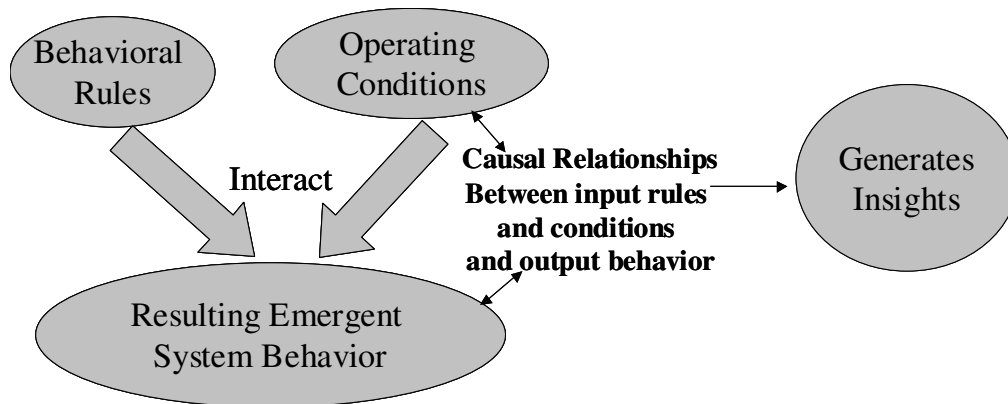 Behavioral
Rules
Operating
Conditions
Interact
Causal Relationships
Between input rules
and conditions
and output behavior
Generates
Insights
Resulting Emergent
System Behavior